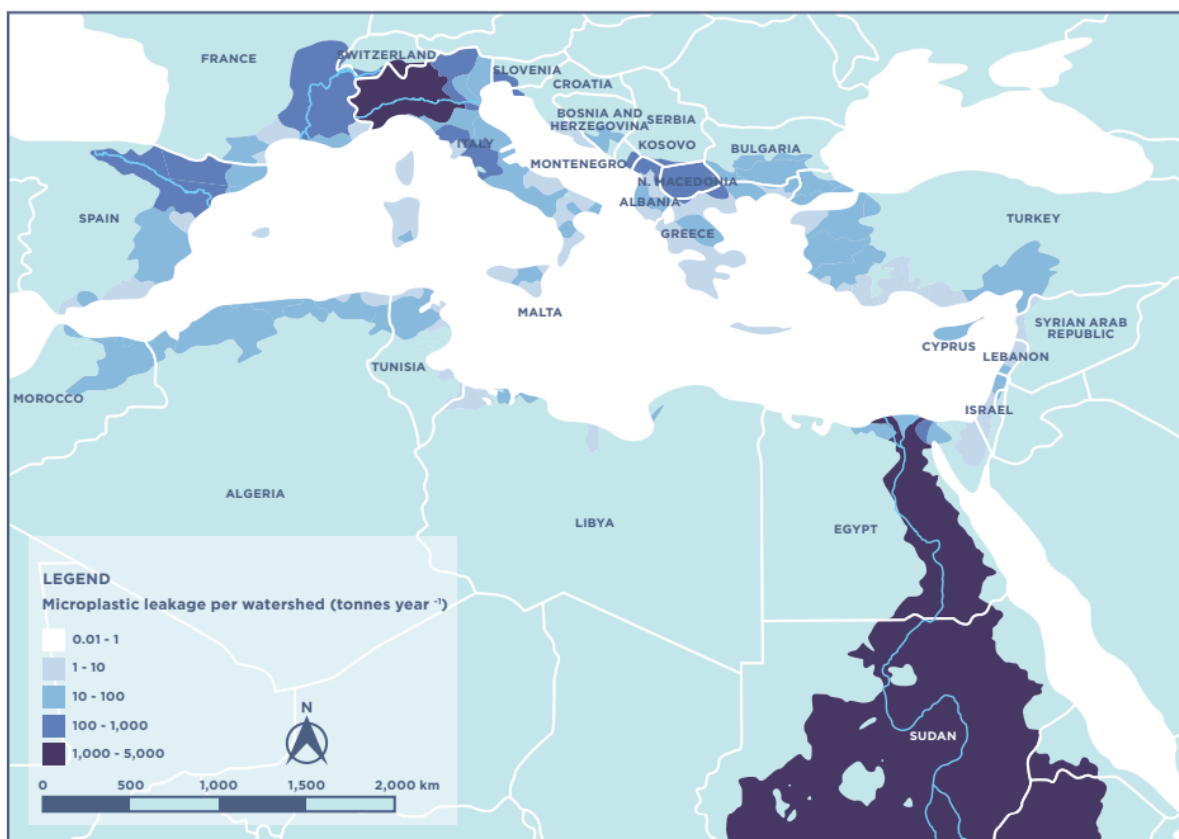 FRANCE
SWITZERLAND
SLOVENIA
CROATIA
BOSNIA AND
HERZEGOVINA
SERBIA
ITALY
KOSOVO
BULGARIA
MONTENEGRO
N. MACEDONIA
ALBANIA
SPAIN
GREECE
TURKEY
MALTA
SYRIAN ARAB
REPUBLIC
CYPRUS
LEBANON
TUNISIA
MOROCCO
ISRAEL
ALGERIA
LIBYA
EGYPT
SUDAN
LEGEND
Microplastic leakage per watershed (tonnes year -1)
0.01 - 1
1 - 10
10 - 100
100 - 1,000
1,000 - 5,000
N
0 500 1,000 1,500 2,000 km